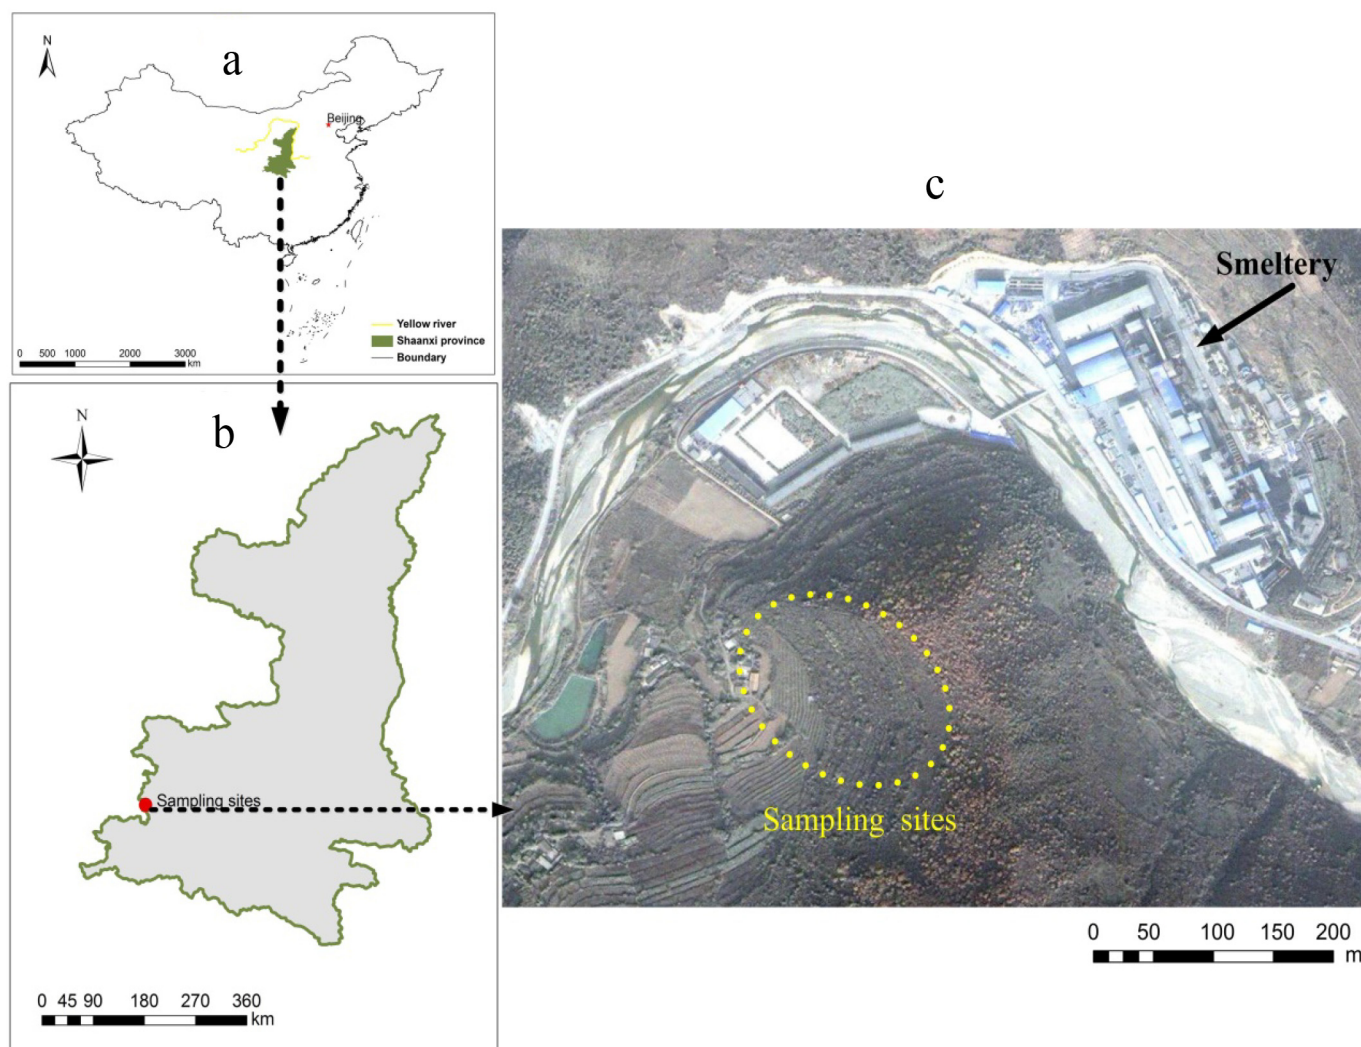 N
a
Beijing
Yellow river
Shaanxi province
Boundary
0 500 1000 2000 3000
km
N
b
Sampling sites
0 45 90 180 270 360
km
c
Smeltery
Sampling sites
0 50 100 150 200
m